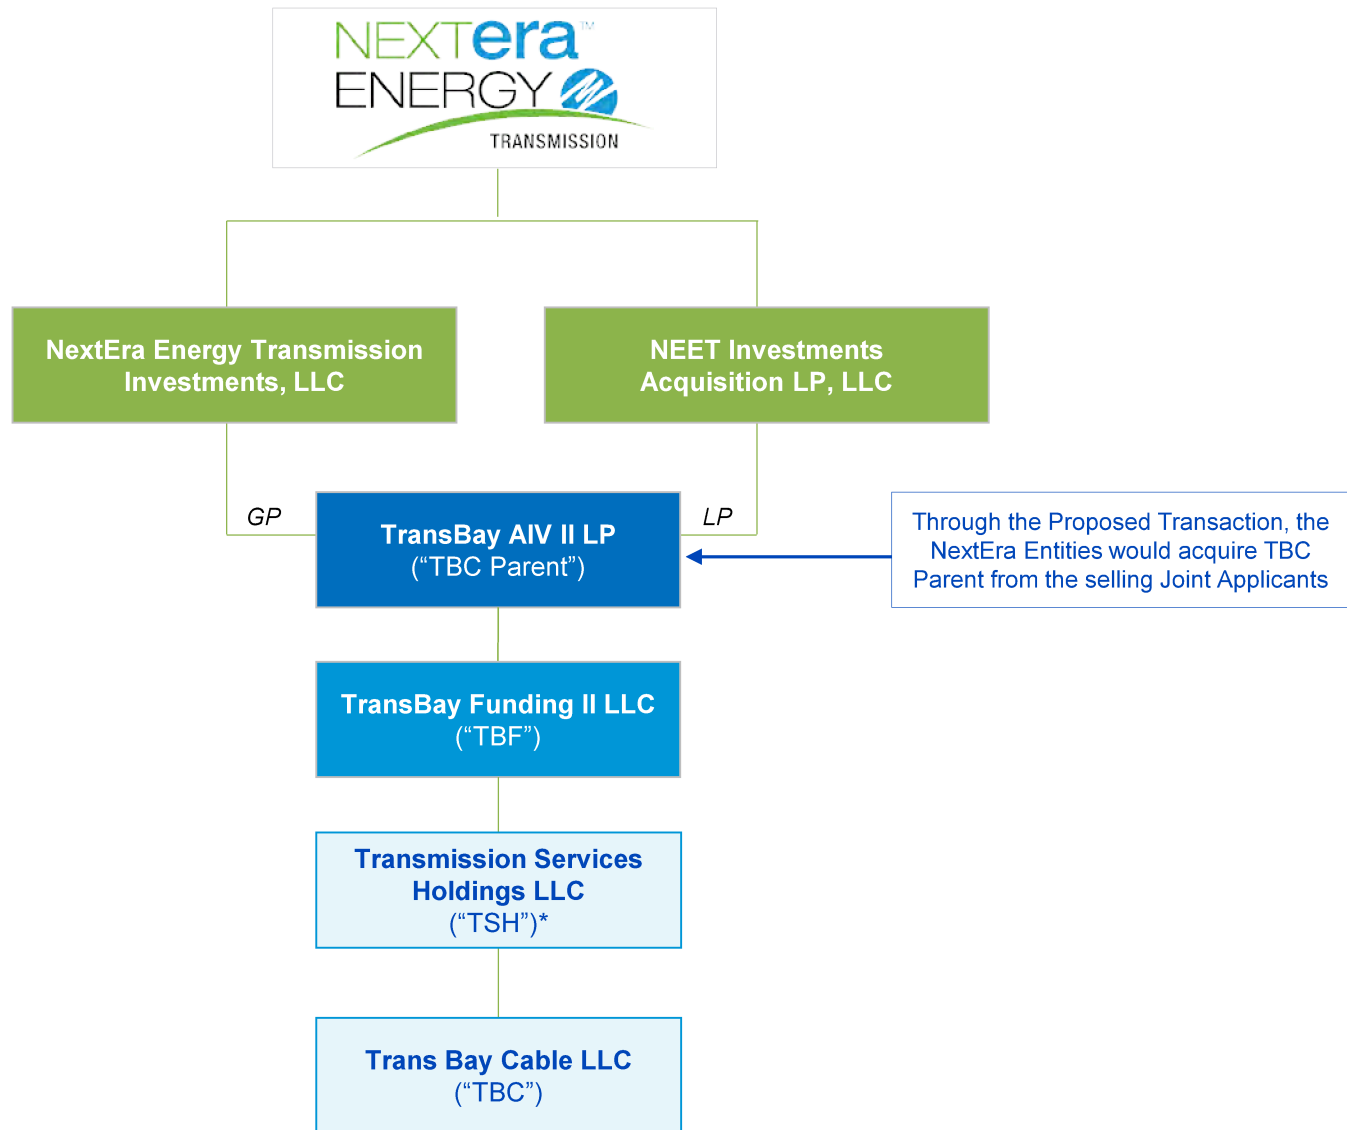 NEXTera™
ENERGY
TRANSMISSION
NextEra Energy Transmission
Investments, LLC
NEET Investments
Acquisition LP, LLC
GP
TransBay AIV II LP
(“TBC Parent”)
LP
Through the Proposed Transaction, the
NextEra Entities would acquire TBC
Parent from the selling Joint Applicants
TransBay Funding II LLC
(“TBF”)
Transmission Services
Holdings LLC
(“TSH”)*
Trans Bay Cable LLC
(“TBC”)